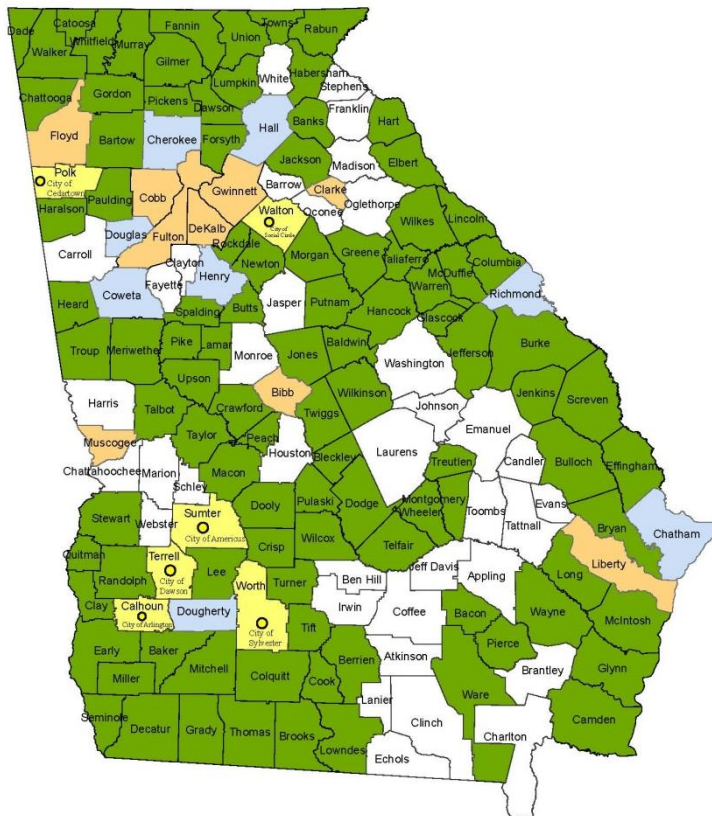 Dade
Catoosa
Whitfield
Walker
Murray
Fannin
Union
Towns
Rabun
Gilmer
White
Habersham
Stephens
Lumpkin
Chattooga
Gordon
Pickens
Dawson
Franklin
Hart
Banks
Hall
Floyd
Bartow
Cherokee
Forsyth
Jackson
Madison
Elbert
Polk
City of
Cedartown
Paulding
Cobb
Gwinnett
Barrow
Clarke
Oglethorpe
Oconee
Walton
City of
Social Circle
Haralson
Douglas
Fulton
DeKalb
Rockdale
Wilkes
Lincoln
Carroll
Clayton
Newton
Morgan
Greene
Taliaferro
McDuffie
Columbia
Fayette
Henry
Coweta
Warren
Richmond
Heard
Spalding
Butts
Jasper
Putnam
Hancock
Glascock
Troup
Meriwether
Pike
Lamar
Monroe
Jones
Baldwin
Washington
Jefferson
Burke
Upson
Bibb
Wilkinson
Jenkins
Screven
Harris
Talbot
Crawford
Twiggs
Johnson
Emanuel
Muscogee
Taylor
Peach
Houston
Bleckley
Laurens
Candler
Bulloch
Effingham
Chattahoochee
Marion
Macon
Treutlen
Schley
Pulaski
Dodge
Montgomery
Wheeler
Evans
Toombs
Tattnall
Bryan
Chatham
Stewart
Webster
Sumter
City of Americus
Dooly
Wilcox
Telfair
Liberty
Quitman
Terrell
City of
Dawson
Lee
Crisp
Randolph
Worth
Turner
Ben Hill
Jeff Davis
Appling
Long
Clay
Calhoun
City of Arlington
Dougherty
City of
Sylvester
Irwin
Coffee
Bacon
Wayne
McIntosh
Tift
Early
Baker
Mitchell
Berrien
Atkinson
Pierce
Brantley
Glynn
Miller
Colquitt
Cook
Ware
Lanier
Clinch
Camden
Seminole
Decatur
Grady
Thomas
Brooks
Lowndes
Echols
Charlton